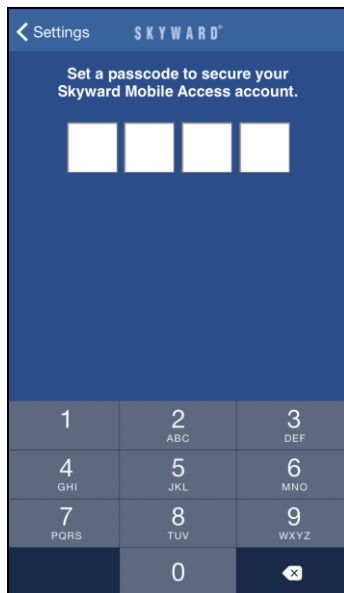 Settings SKYWARD®
Set a passcode to secure your
Skyward Mobile Access account.
1 2 3
ABC DEF
4 5 6
GHI JKL MNO
7 8 9
PQRS TUV WXYZ
0